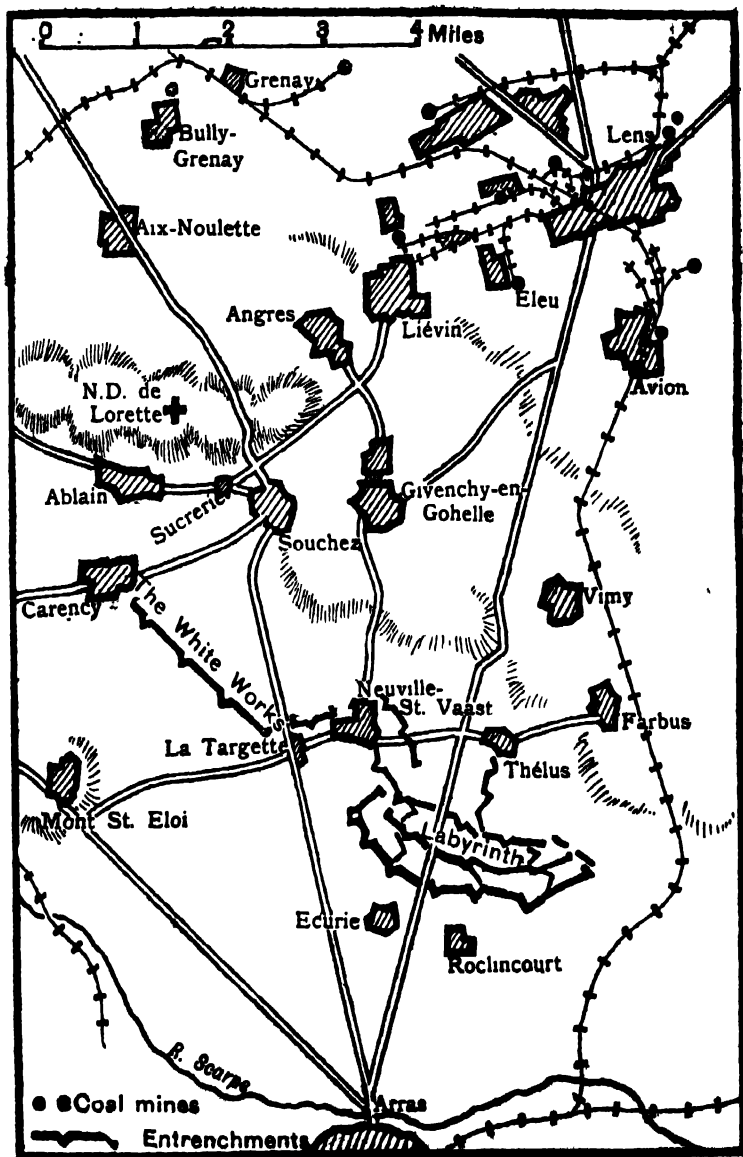 0 1 2 3 4 Miles
Grenay
Bully-
Grenay
Lens
Aix-Noulette
Angres
Liévin
Eleu
Avion
N.D. de
Lorette
Ablain
Sucrerie
Souchez
Givenchy-en-
Gohelle
Carency
The White Works
Vimy
Neuville-
St. Vaast
Farbus
La Targette
Thélus
Mont St. Eloi
Labyrinth
Ecurie
Roclincourt
R. Scarpe
Arras
Coal mines
Entrenchments